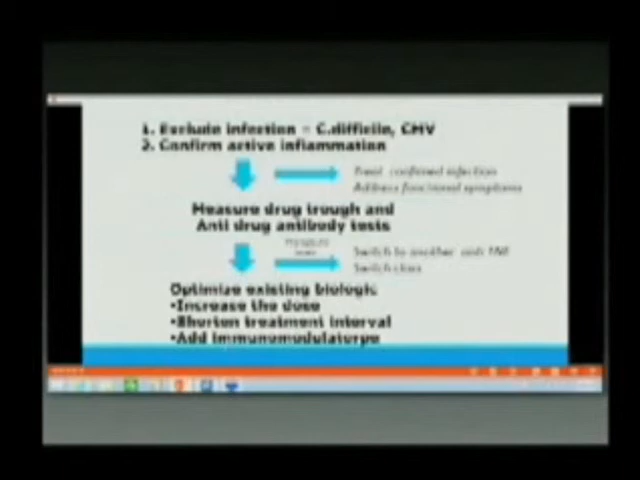 1. Exclude infection – C.difficile, CMV
2. Confirm active inflammation
Treat confirmed infection
Address functional symptoms
Measure drug trough and
Anti drug antibody tests
Switch to another anti TNF
Switch class
Optimize existing biologic
•Increase the dose
•Shorten treatment interval
•Add immunomodulator